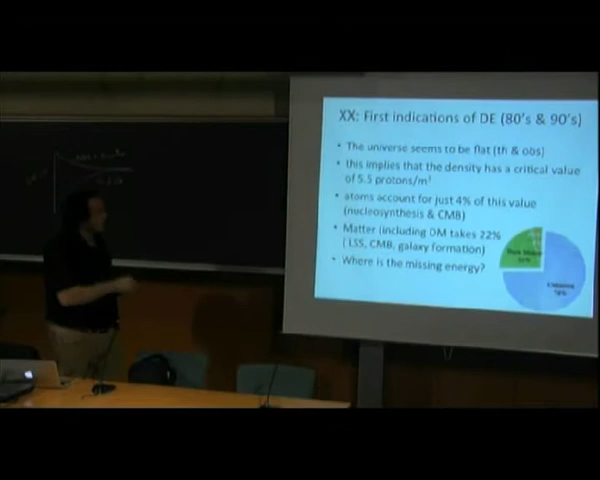 XX: First indications of DE (80's & 90's)
• The universe seems to be flat (th & obs)
• this implies that the density has a critical value
of 5.5 protons/m³
• atoms account for just 4% of this value
(nucleosynthesis & CMB)
• Matter (including DM takes 22%
( LSS, CMB, galaxy formation)
• Where is the missing energy?
Dark Matter